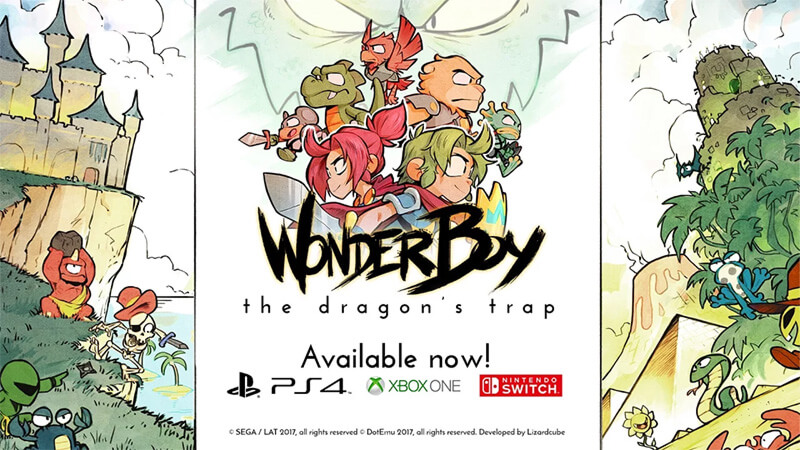 WONDER BOY
the dragon's trap
Available now!
PS4 XBOX ONE NINTENDO SWITCH
© SEGA / LAT 2017, all rights reserved © DotEmu 2017, all rights reserved. Developed by Lizardcube